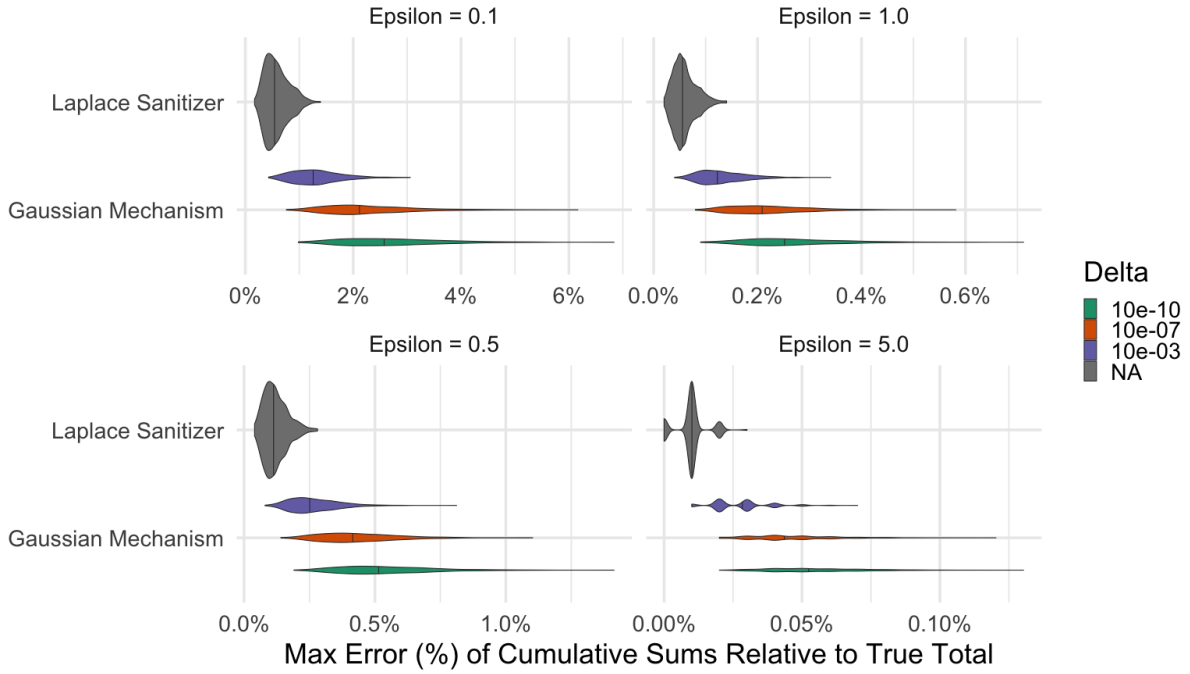 Epsilon = 0.1
Epsilon = 1.0
Laplace Sanitizer
Gaussian Mechanism
0% 2% 4% 6%
0.0% 0.2% 0.4% 0.6%
Epsilon = 0.5
Epsilon = 5.0
Laplace Sanitizer
Gaussian Mechanism
0.0% 0.5% 1.0%
0.00% 0.05% 0.10%
Max Error (%) of Cumulative Sums Relative to True Total
Delta
10e-10
10e-07
10e-03
NA